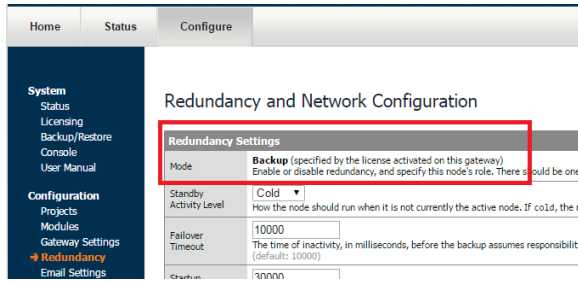 Home Status Configure
System
Status
Licensing
Backup/Restore
Console
User Manual
Configuration
Projects
Modules
Gateway Settings
Redundancy
Email Settings
Redundancy and Network Configuration
Redundancy Settings
Mode
Backup (specified by the license activated on this gateway)
Enable or disable redundancy, and specify this node's role. There should be one
Standby
Activity Level
Cold
How the node should run when it is not currently the active node. If cold, the
Failover
Timeout
10000
The time of inactivity, in milliseconds, before the backup assumes responsibilit
(default: 10000)
Startup
30000